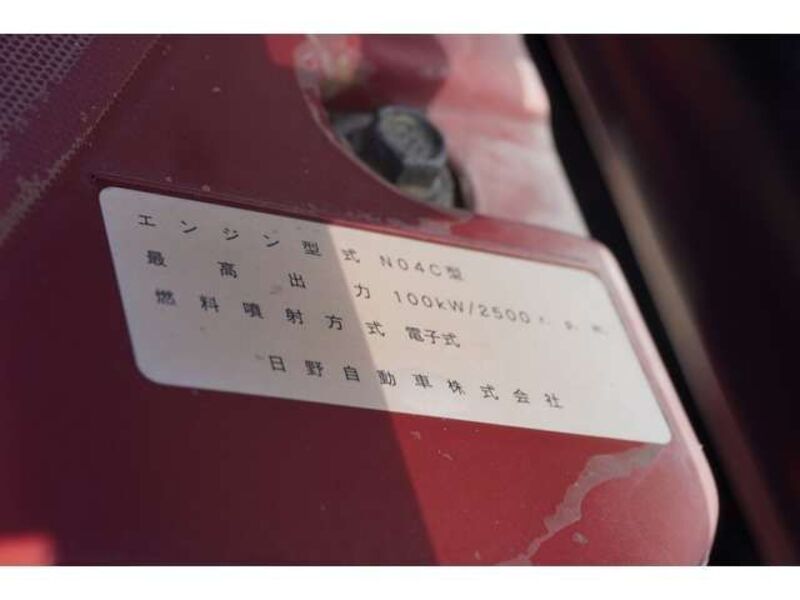 エンジン型式 N04C型
最高出力 100kW/2500r.p.m.
燃料噴射方式 電子式
日野自動車株式会社